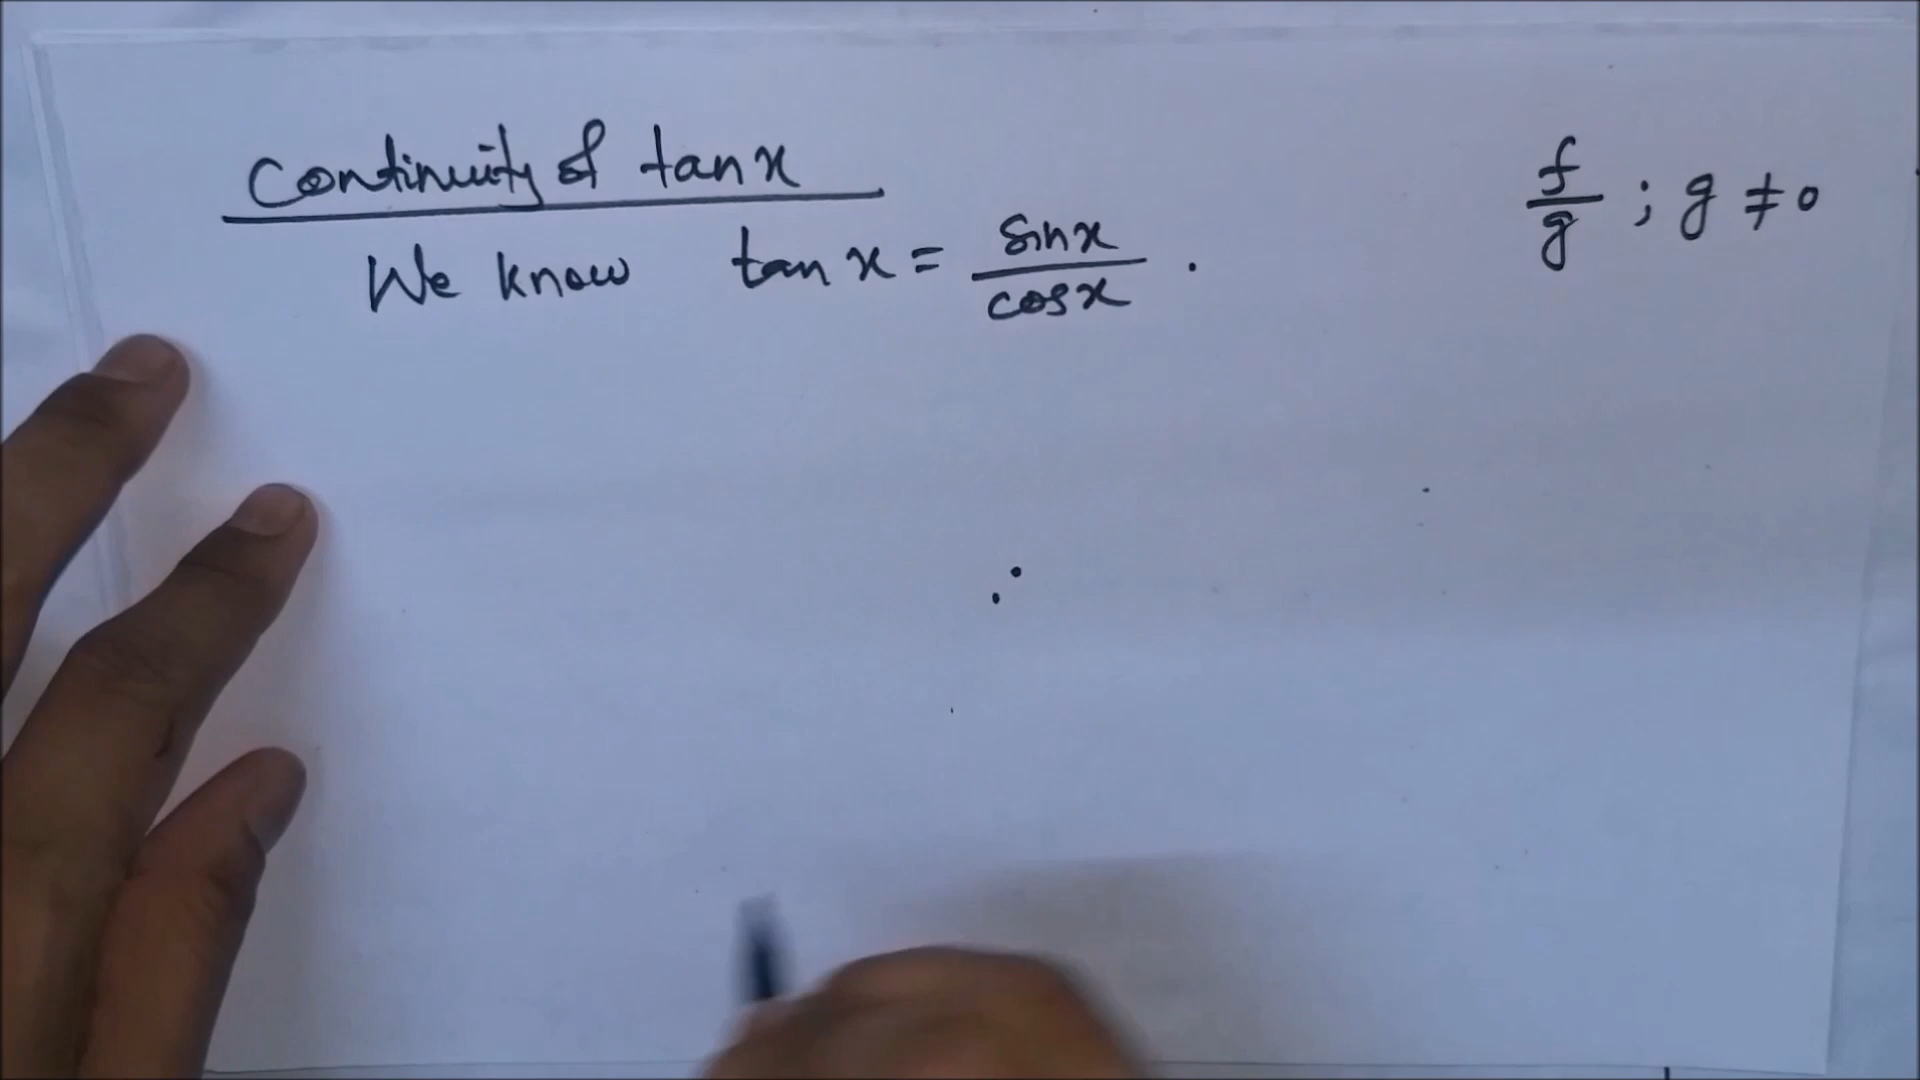 Continuity of tan x
We know tan x = sin x / cos x .
f / g ; g ≠ 0